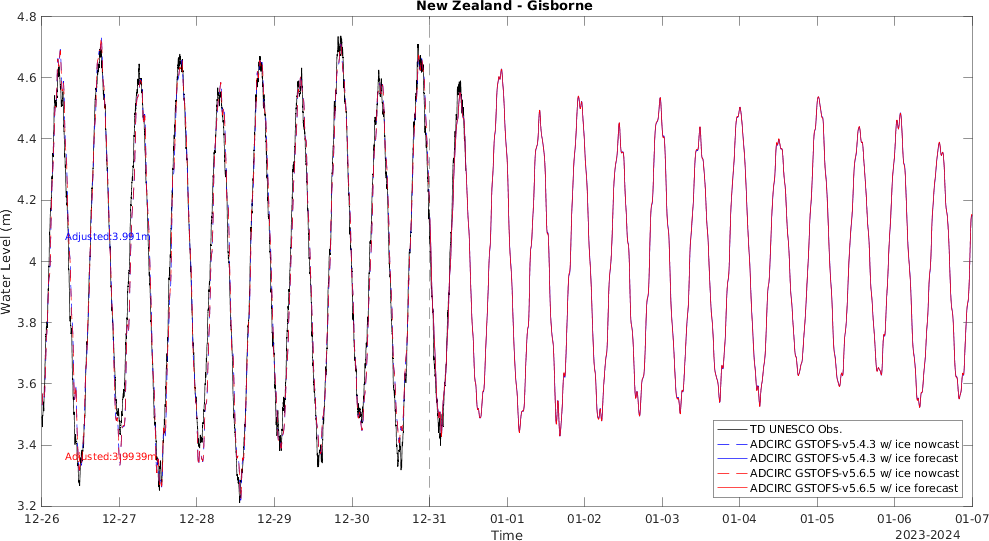 New Zealand - Gisborne
4.8
4.6
4.4
4.2
4
3.8
3.6
3.4
3.2
Water Level (m)
Adjusted:3.991m
Adjusted:3.9939m
TD UNESCO Obs.
ADCIRC GSTOFS-v5.4.3 w/ ice nowcast
ADCIRC GSTOFS-v5.4.3 w/ ice forecast
ADCIRC GSTOFS-v5.6.5 w/ ice nowcast
ADCIRC GSTOFS-v5.6.5 w/ ice forecast
12-26 12-27 12-28 12-29 12-30 12-31 01-01 01-02 01-03 01-04 01-05 01-06 01-07
Time
2023-2024